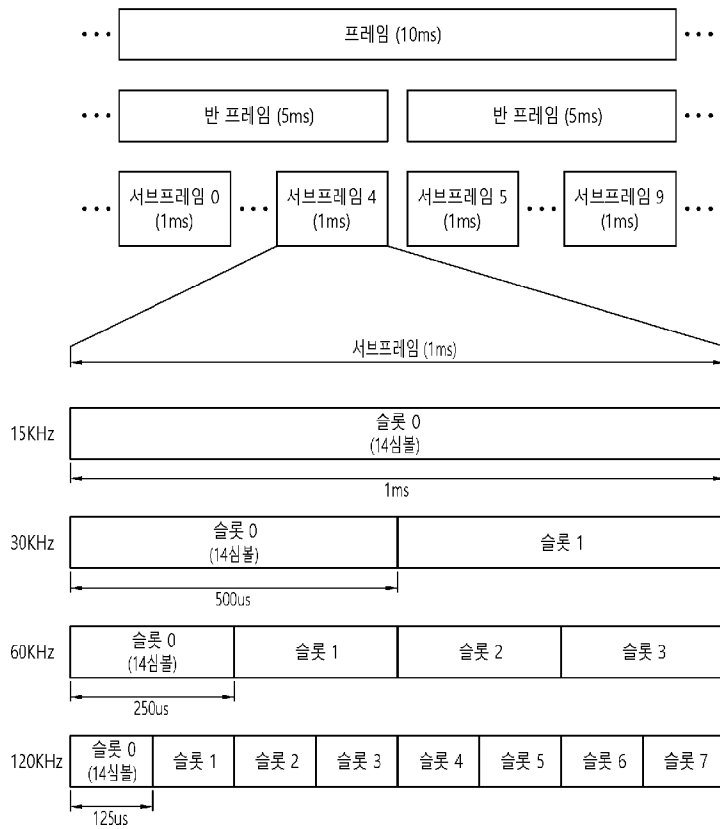 ... 프레임 (10ms) ...
... 반 프레임 (5ms) 반 프레임 (5ms) ...
... 서브프레임 0 ... 서브프레임 4 서브프레임 5 ... 서브프레임 9 ...
(1ms) (1ms) (1ms) (1ms)
서브프레임 (1ms)
15KHz 슬롯 0
(14심볼)
1ms
30KHz 슬롯 0 슬롯 1
(14심볼)
500us
60KHz 슬롯 0 슬롯 1 슬롯 2 슬롯 3
(14심볼)
250us
120KHz 슬롯 0 슬롯 1 슬롯 2 슬롯 3 슬롯 4 슬롯 5 슬롯 6 슬롯 7
(14심볼)
125us